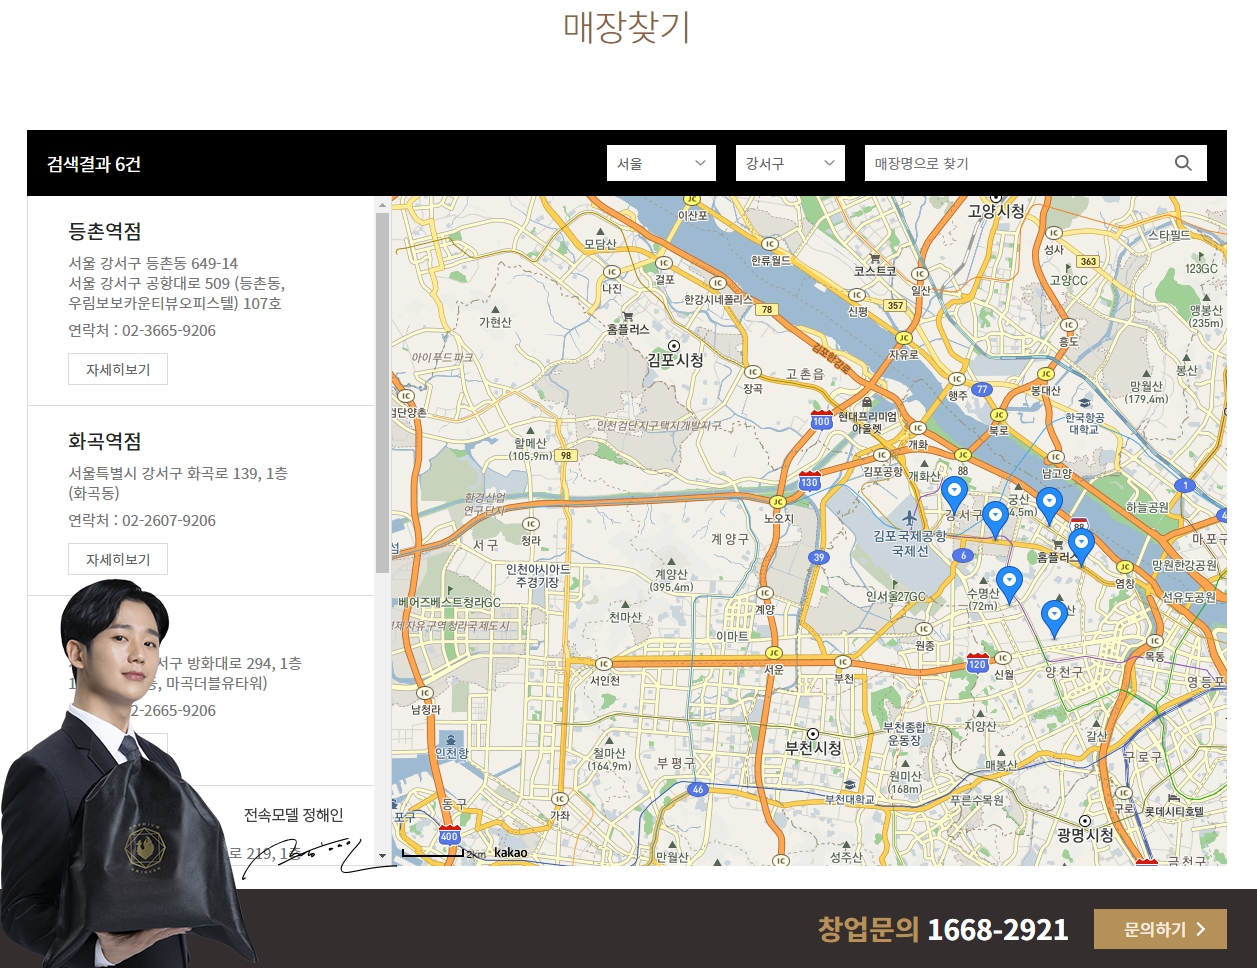 매장찾기
검색결과 6건
서울
강서구
매장명으로 찾기
등촌역점
서울 강서구 등촌동 649-14
서울 강서구 공항대로 509 (등촌동,
우림보보카운티뷰오피스텔) 107호
연락처 : 02-3665-9206
자세히보기
화곡역점
서울특별시 강서구 화곡로 139, 1층
(화곡동)
연락처 : 02-2607-9206
자세히보기
서구 방화대로 294, 1층
마곡더블유타워)
2-2665-9206
전속모델 정해인
로 219, 1층
이산포
고양시청
모담산
한류월드
코스트코
성사
스타필드
363
123GC
나진
걸포
한강시네폴리스
78
신평
357
일산
고양CC
앵봉산
(235m)
가현산
홈플러스
흥도
아이푸드파크
김포시청
김포한강로
자유로
고촌읍
장곡
행주
77
봉대산
망월산
(179.4m)
봉산
검단양촌
100
현대프리미엄
아울렛
북로
한국항공
대학교
인천검단지구택지개발지구
할메산
(105.9m)
98
개화
김포공항
개화산
88
남고양
130
환경산업
연구단지
노오지
강서구
궁산
하늘공원
1
청라
계양구
김포국제공항
국제선
6
88
홈플러스
마포구
서구
39
인천아시아드
주경기장
계양산
(395.4m)
염창
망원한강공원
베어즈베스트청라GC
천마산
계양
인서울27GC
수명산
(72m)
선유도공원
이마트
원종
서인천
서운
부천
120
신월
양천구
목동
영등포
남청라
인천항
철마산
(164.9m)
부평구
부천시청
부천종합
운동장
지양산
갈산
매봉산
구로구
원미산
(168m)
46
부천대학교
푸른수목원
동구
가좌
구로
롯데시티호텔
광명시청
400
만월산
성주산
금천구
2km
kakao
창업문의 1668-2921
문의하기